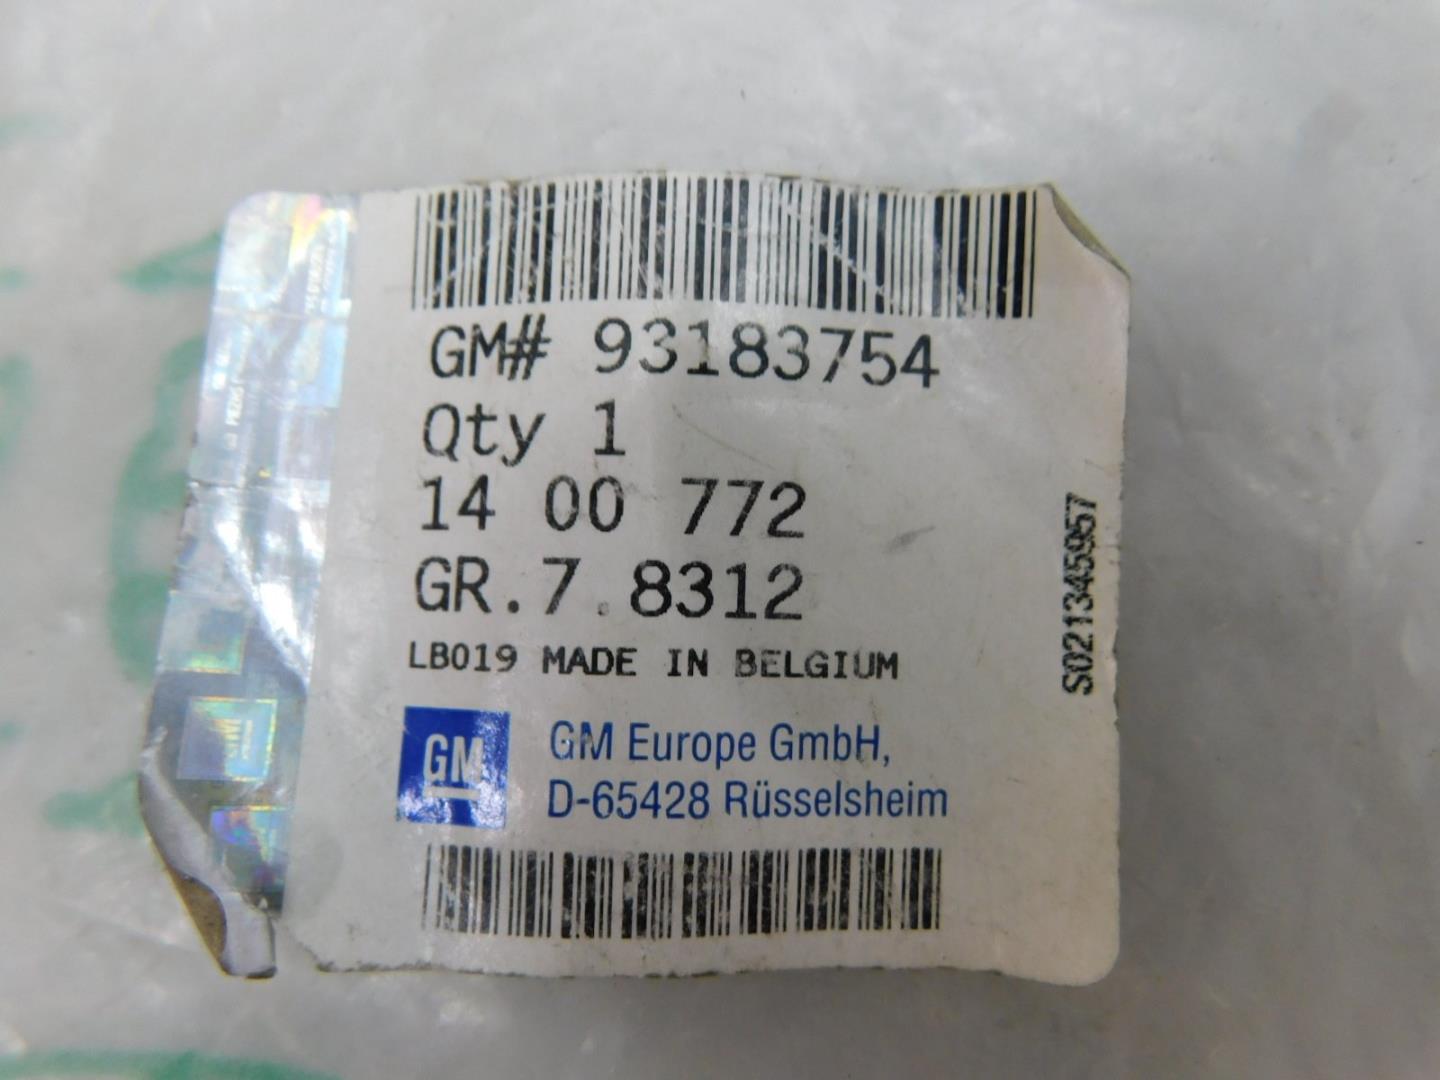 GM# 93183754
Qty 1
14 00 772
GR.7.8312
LB019 MADE IN BELGIUM
S021345957
GM
GM Europe GmbH,
D-65428 Rüsselsheim